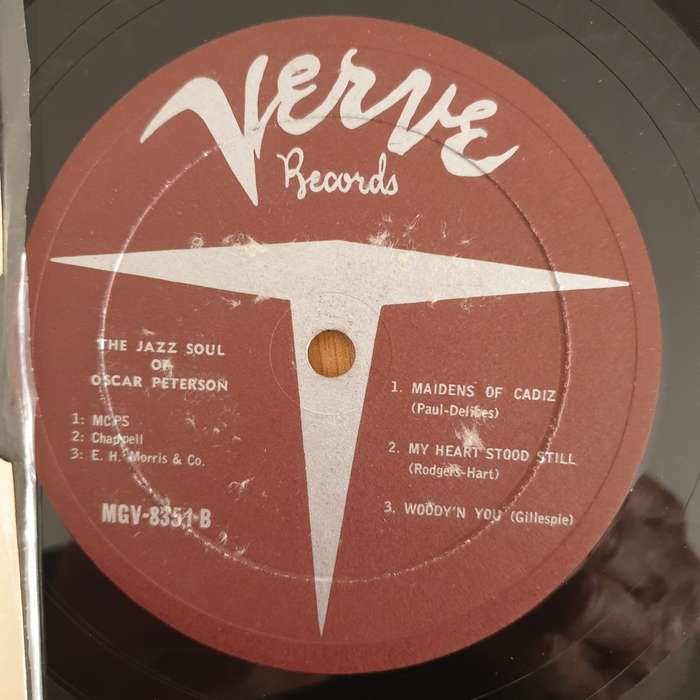 Verve
Records
THE JAZZ SOUL
OF
OSCAR PETERSON
1: MCPS
2: Chappell
3: E. H. Morris & Co.
MGV-8351-B
1. MAIDENS OF CADIZ
(Paul-Delibes)
2. MY HEART STOOD STILL
(Rodgers-Hart)
3. WOODY'N YOU (Gillespie)